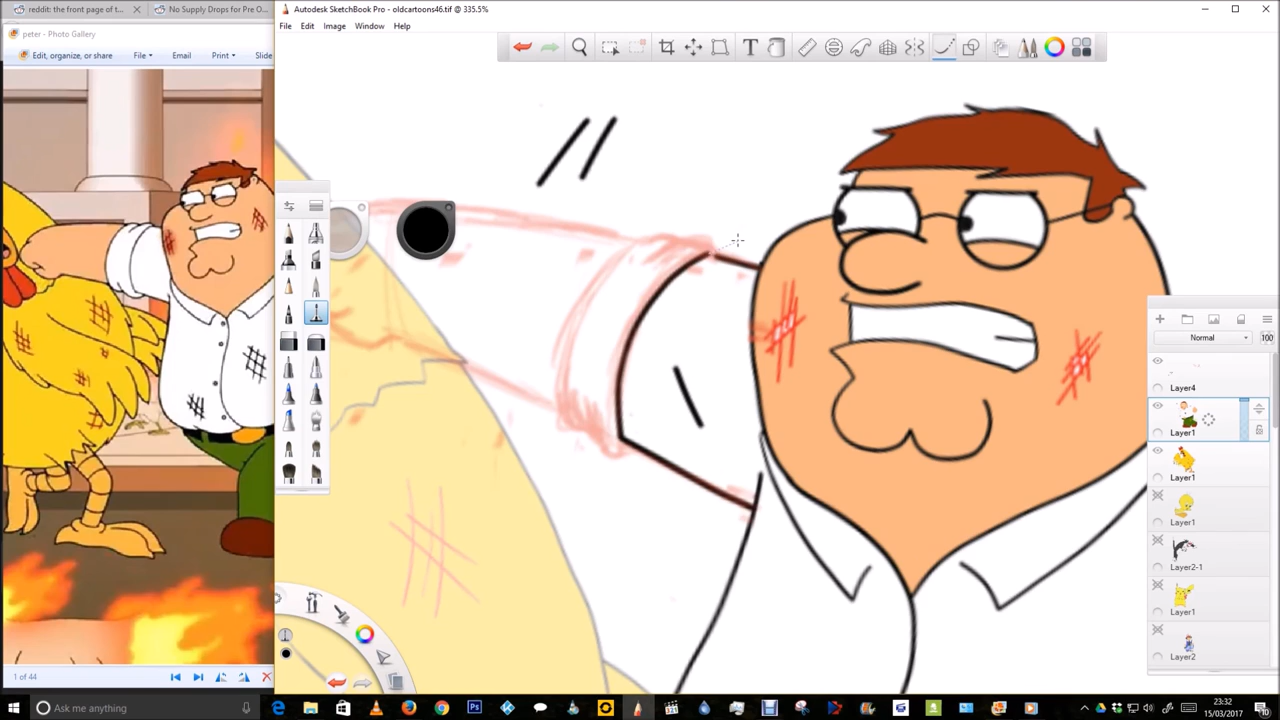 reddit: the front page of t...
No Supply Drops for Pre O...
Autodesk SketchBook Pro - oldcartoons46.tif @ 335.5%
peter - Photo Gallery
File Edit Image Window Help
Edit, organize, or share File Email Print Slide
T
Normal 100
Layer4
Layer1
Layer1
Layer1
Layer2-1
Layer1
Layer2
1 of 44
Ask me anything
Ps
23:32
15/03/2017